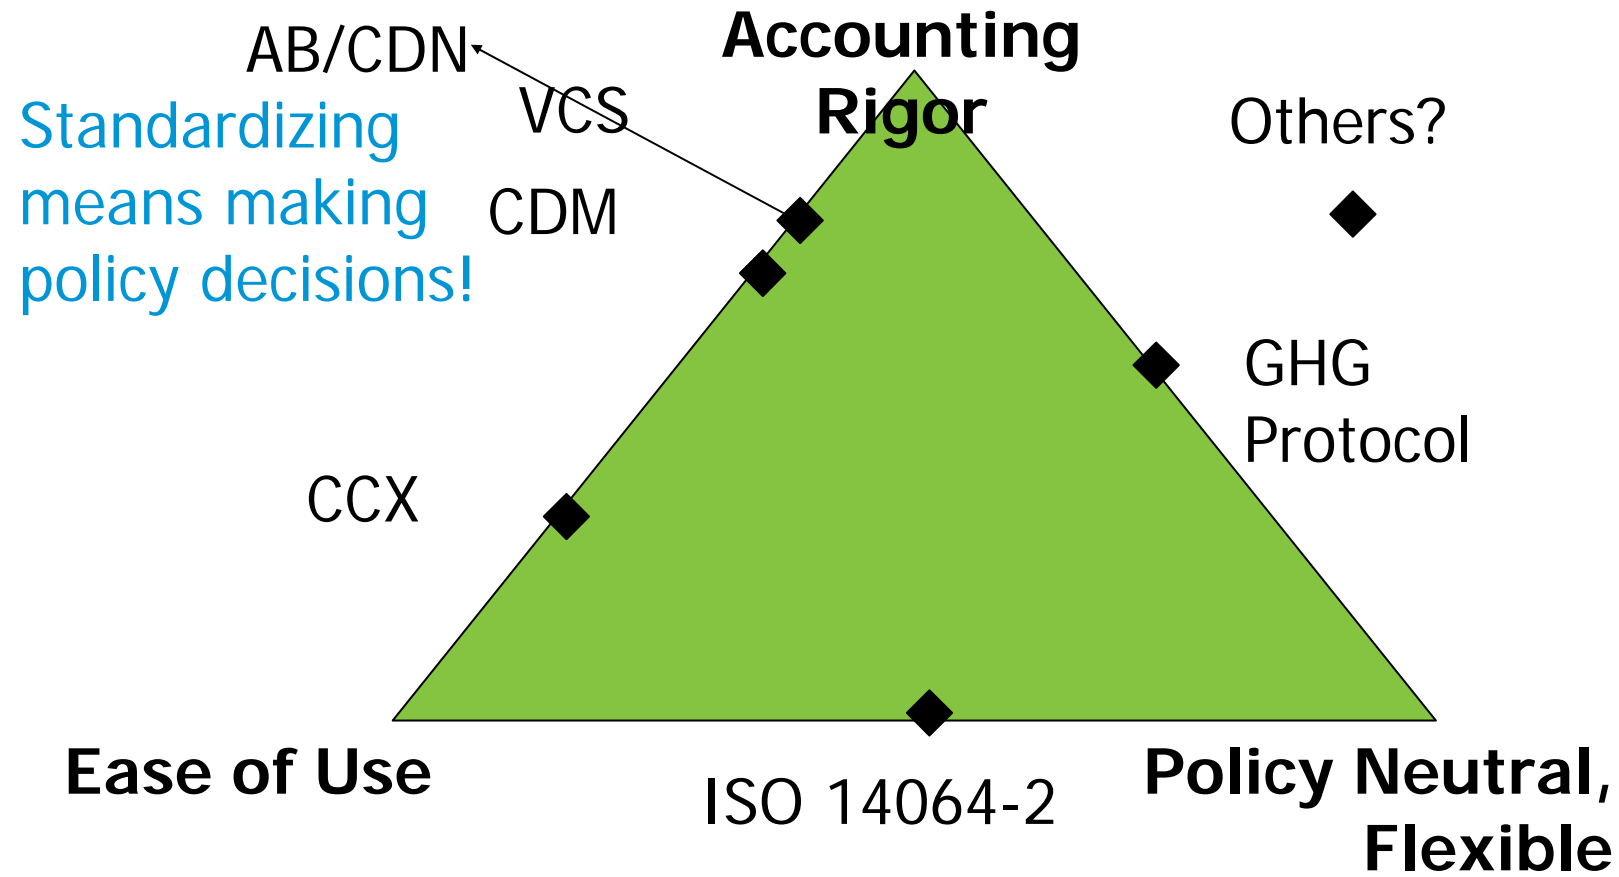 AB/CDN
Standardizing
means making
policy decisions!
VCS
CDM
CCX
Accounting
Rigor
Others?
GHG
Protocol
Ease of Use
ISO 14064-2
Policy Neutral,
Flexible